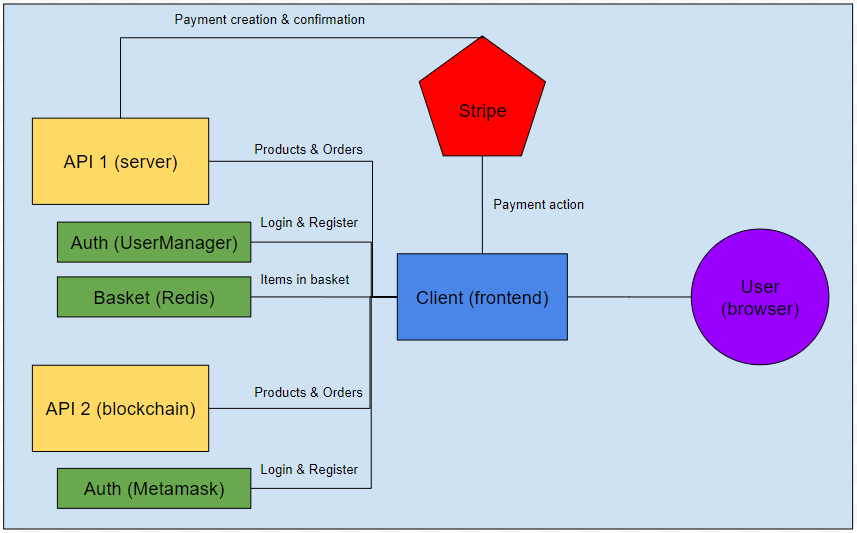 Payment creation & confirmation
Stripe
API 1 (server)
Products & Orders
Payment action
Login & Register
Auth (UserManager)
Items in basket
Basket (Redis)
Client (frontend)
User
(browser)
API 2 (blockchain)
Products & Orders
Login & Register
Auth (Metamask)